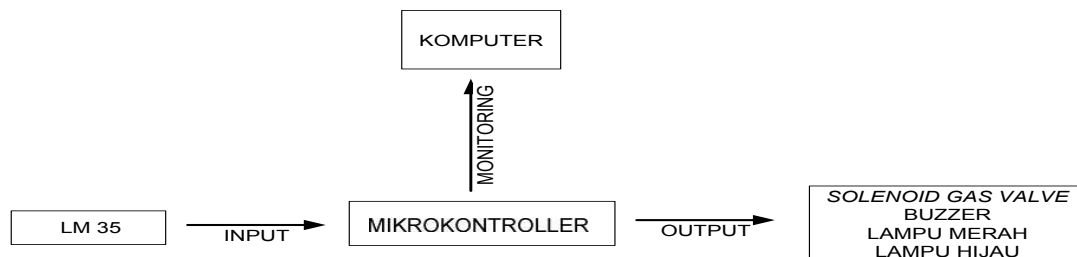 KOMPUTER
MONITORING
LM 35
INPUT
MIKROKONTROLLER
OUTPUT
SOLENOID GAS VALVE
BUZZER
LAMPU MERAH
LAMPU HIJAU